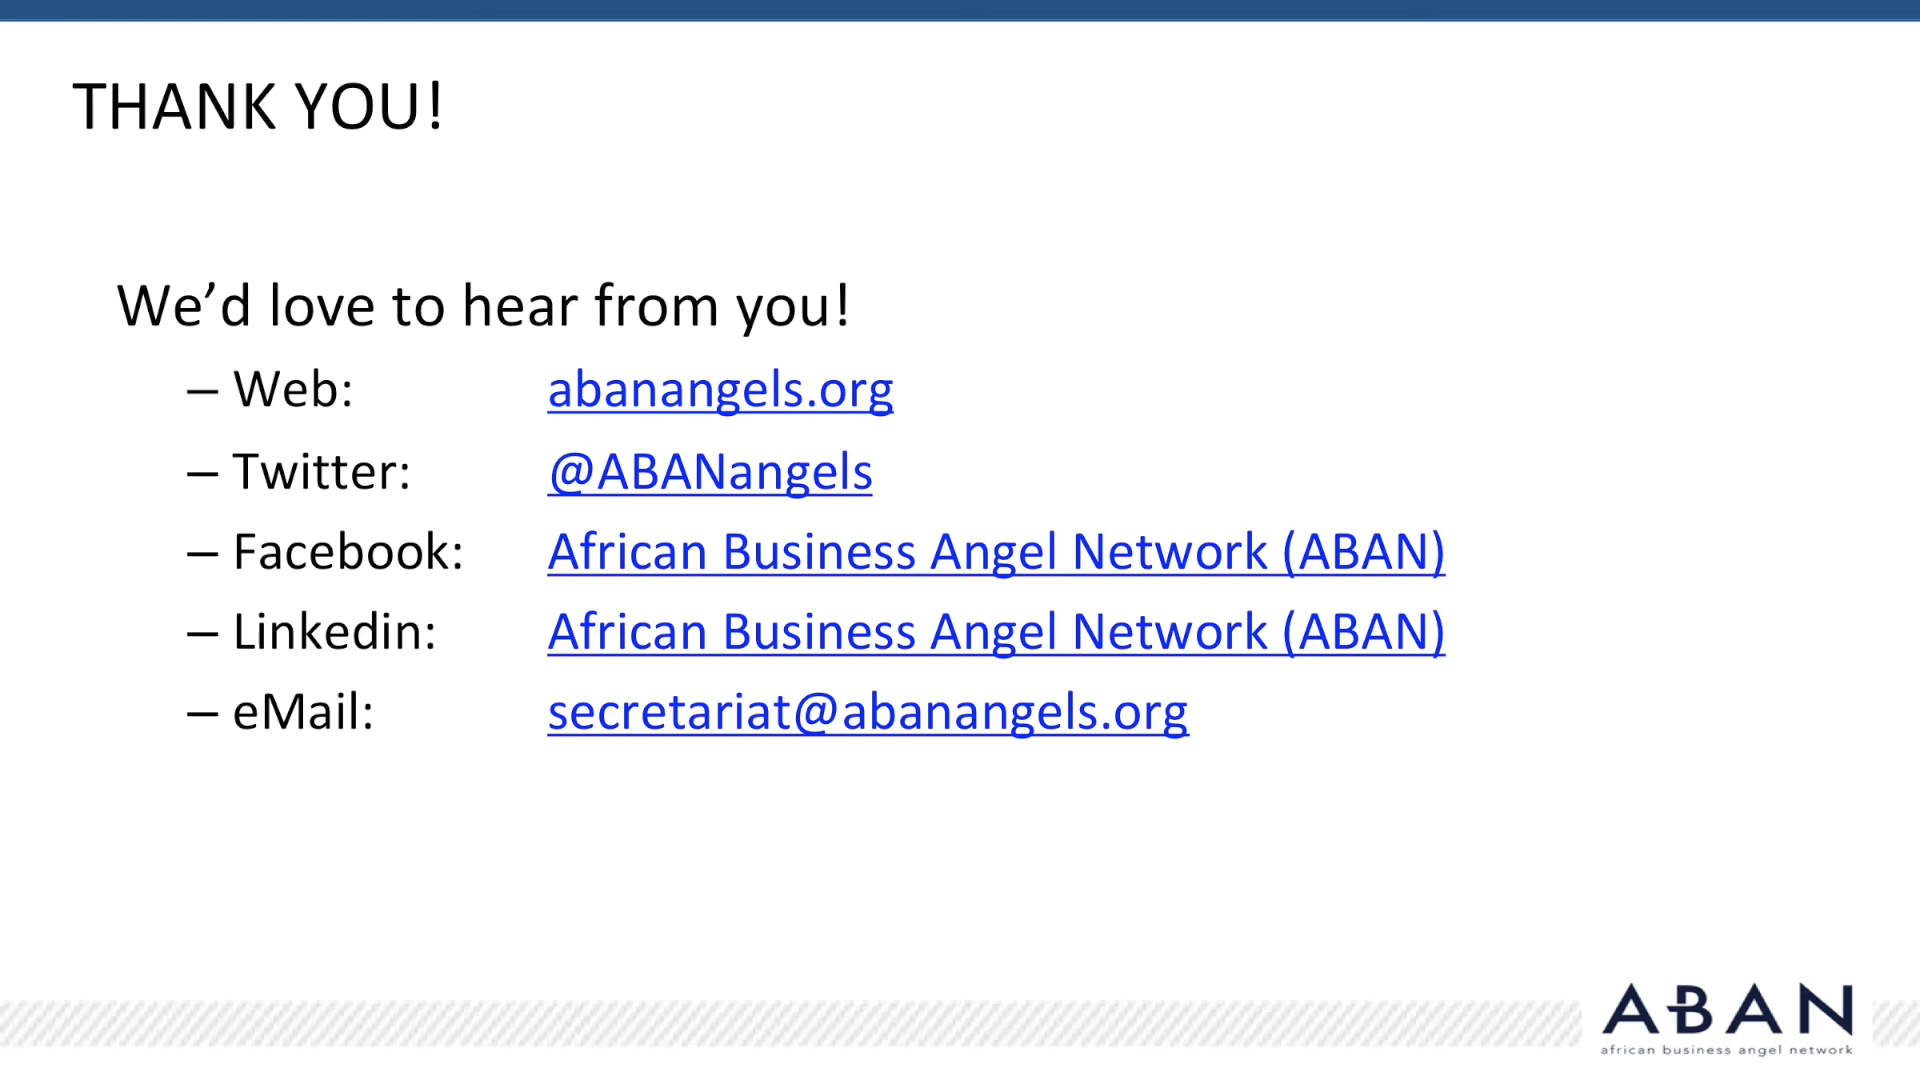 THANK YOU!
We’d love to hear from you!
– Web: abanangels.org
– Twitter: @ABANangels
– Facebook: African Business Angel Network (ABAN)
– Linkedin: African Business Angel Network (ABAN)
– eMail: secretariat@abanangels.org
ABAN
african business angel network